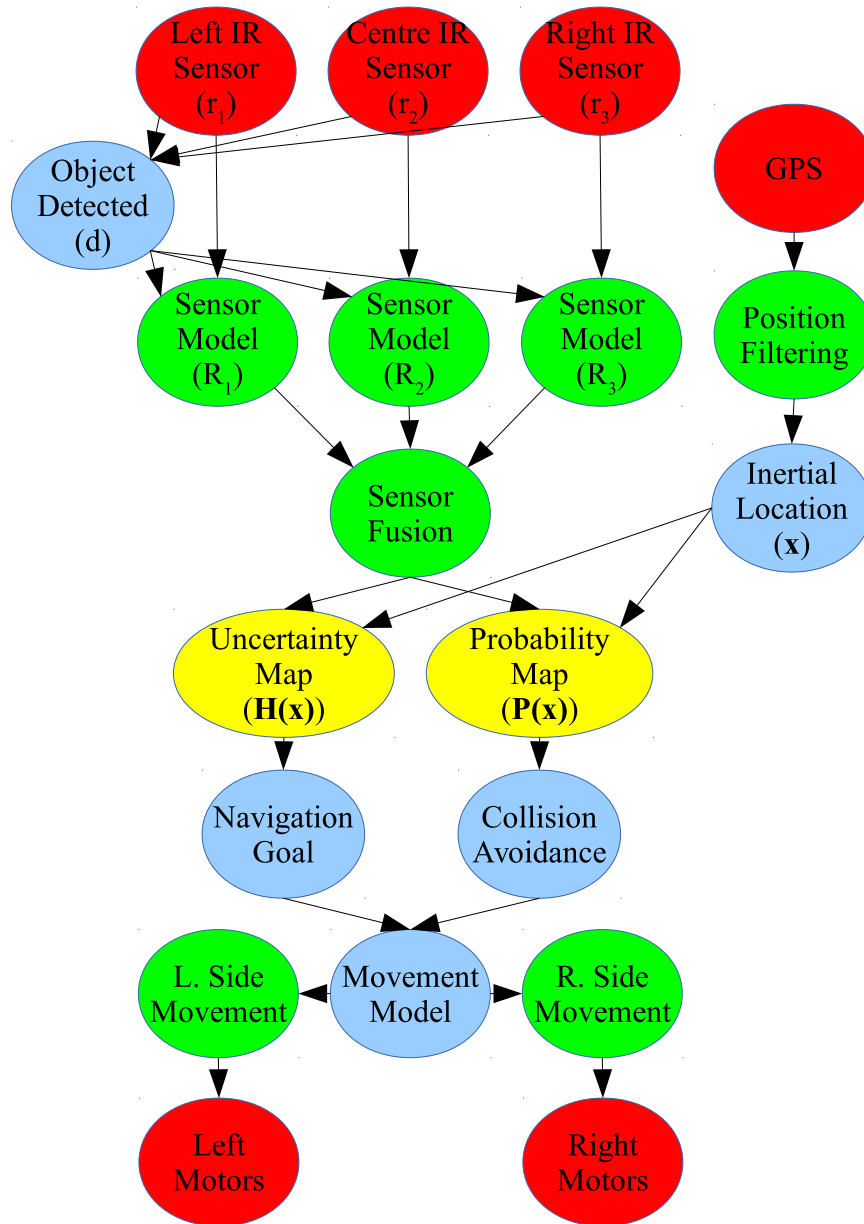 Left IR
Sensor
(r₁)
Centre IR
Sensor
(r₂)
Right IR
Sensor
(r₃)
GPS
Object
Detected
(d)
Sensor
Model
(R₁)
Sensor
Model
(R₂)
Sensor
Model
(R₃)
Position
Filtering
Sensor
Fusion
Inertial
Location
(x)
Uncertainty
Map
(H(x))
Probability
Map
(P(x))
Navigation
Goal
Collision
Avoidance
L. Side
Movement
Movement
Model
R. Side
Movement
Left
Motors
Right
Motors